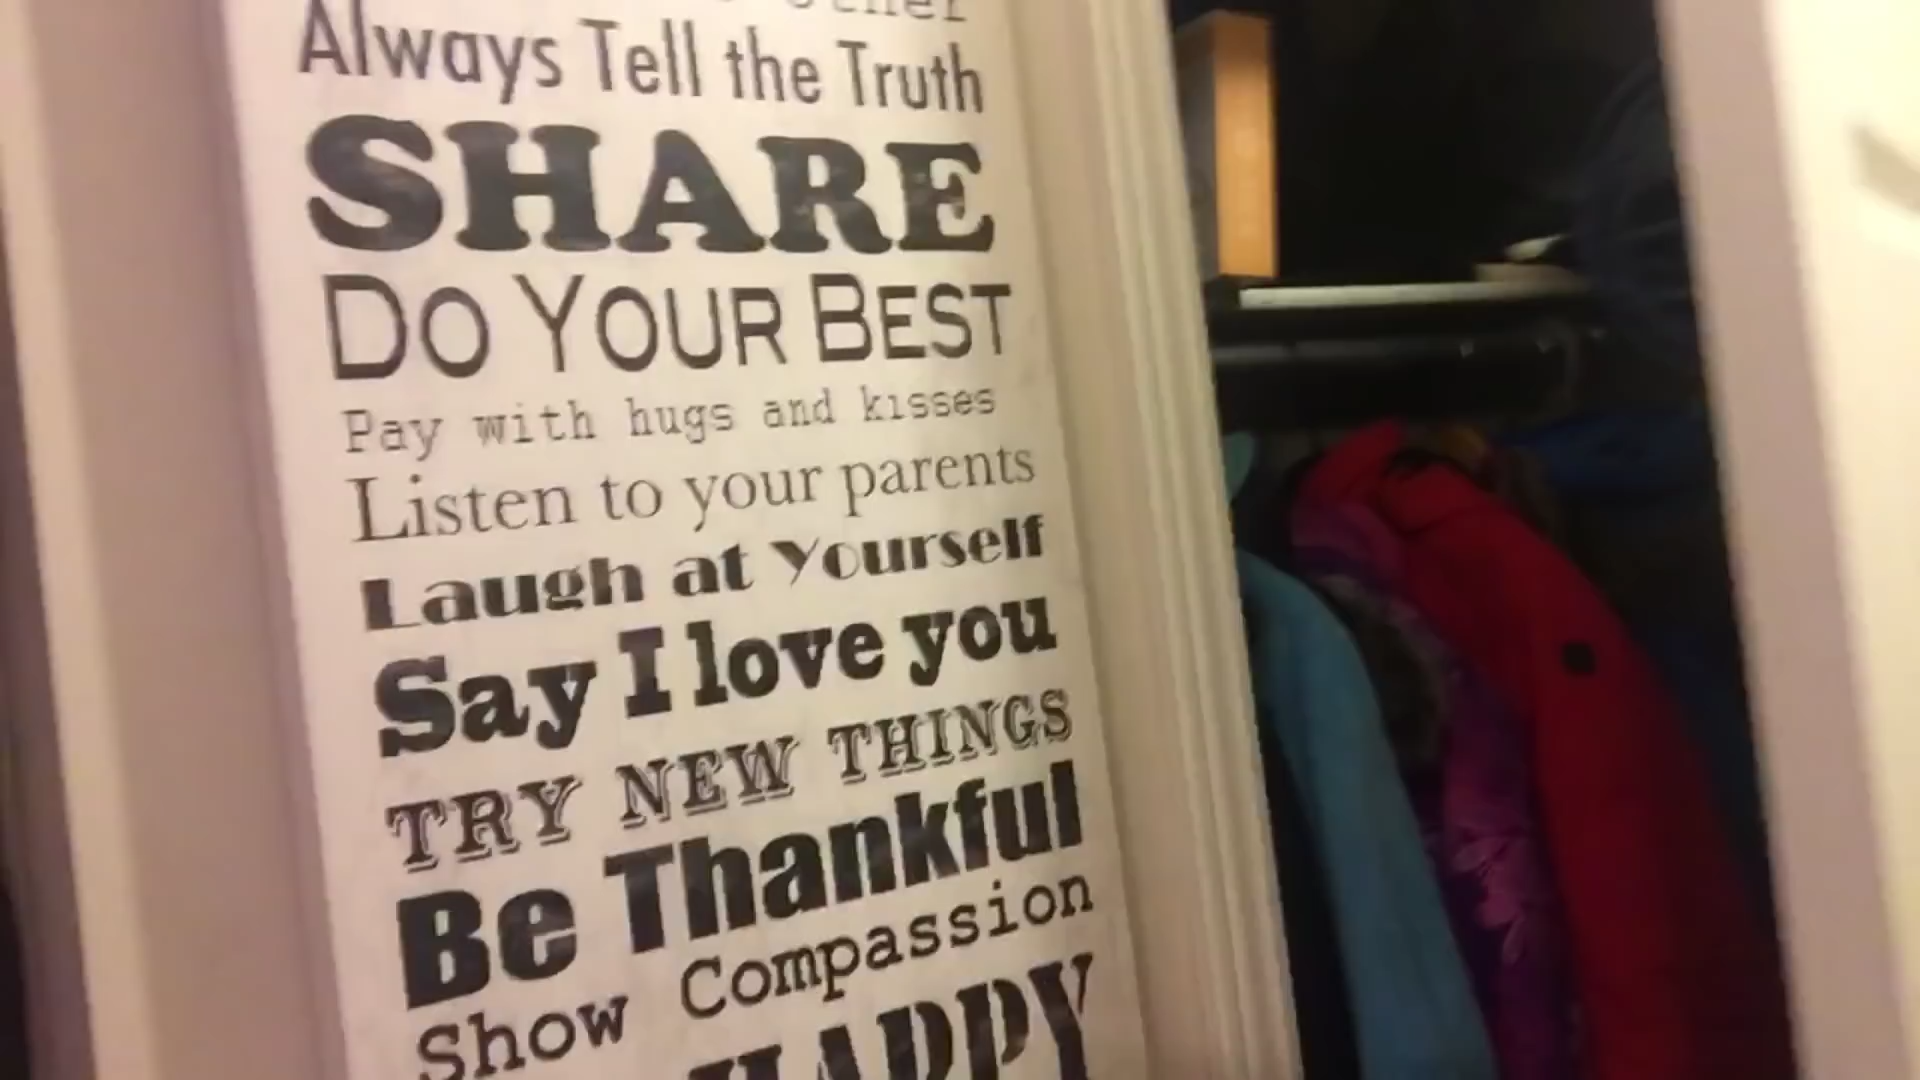 Always Tell the Truth
SHARE
DO YOUR BEST
Pay with hugs and kisses
Listen to your parents
Laugh at Yourself
Say I love you
TRY NEW THINGS
Be Thankful
Show Compassion
HAPPY